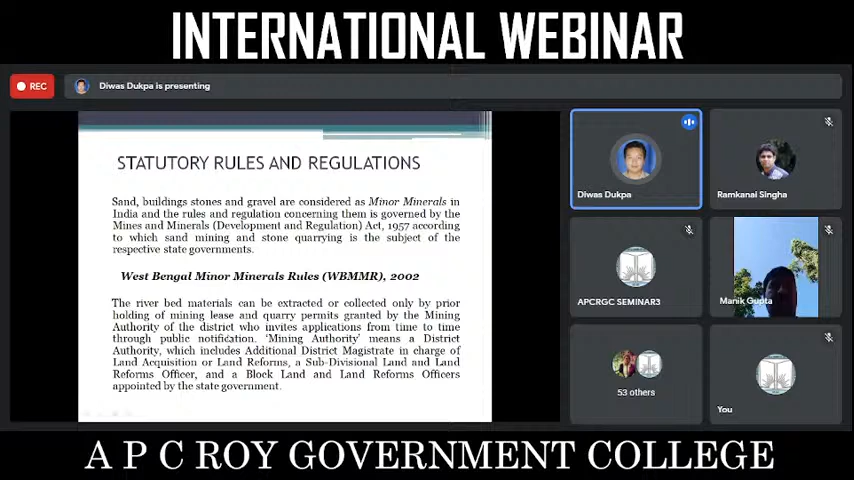 INTERNATIONAL WEBINAR
REC
Diwas Dukpa is presenting
STATUTORY RULES AND REGULATIONS
Sand, buildings stones and gravel are considered as Minor Minerals in
India and the rules and regulation concerning them is governed by the
Mines and Minerals (Development and Regulation) Act, 1957 according
to which sand mining and stone quarrying is the subject of the
respective state governments.
West Bengal Minor Minerals Rules (WBMMR), 2002
The river bed materials can be extracted or collected only by prior
holding of mining lease and quarry permits granted by the Mining
Authority of the district who invites applications from time to time
through public notification. 'Mining Authority' means a District
Authority, which includes Additional District Magistrate in charge of
Land Acquisition or Land Reforms, a Sub-Divisional Land and Land
Reforms Officer, and a Block Land and Land Reforms Officers
appointed by the state government.
Diwas Dukpa
Ramkanai Singha
APCRGC SEMINAR3
Manik Gupta
53 others
You
A P C ROY GOVERNMENT COLLEGE